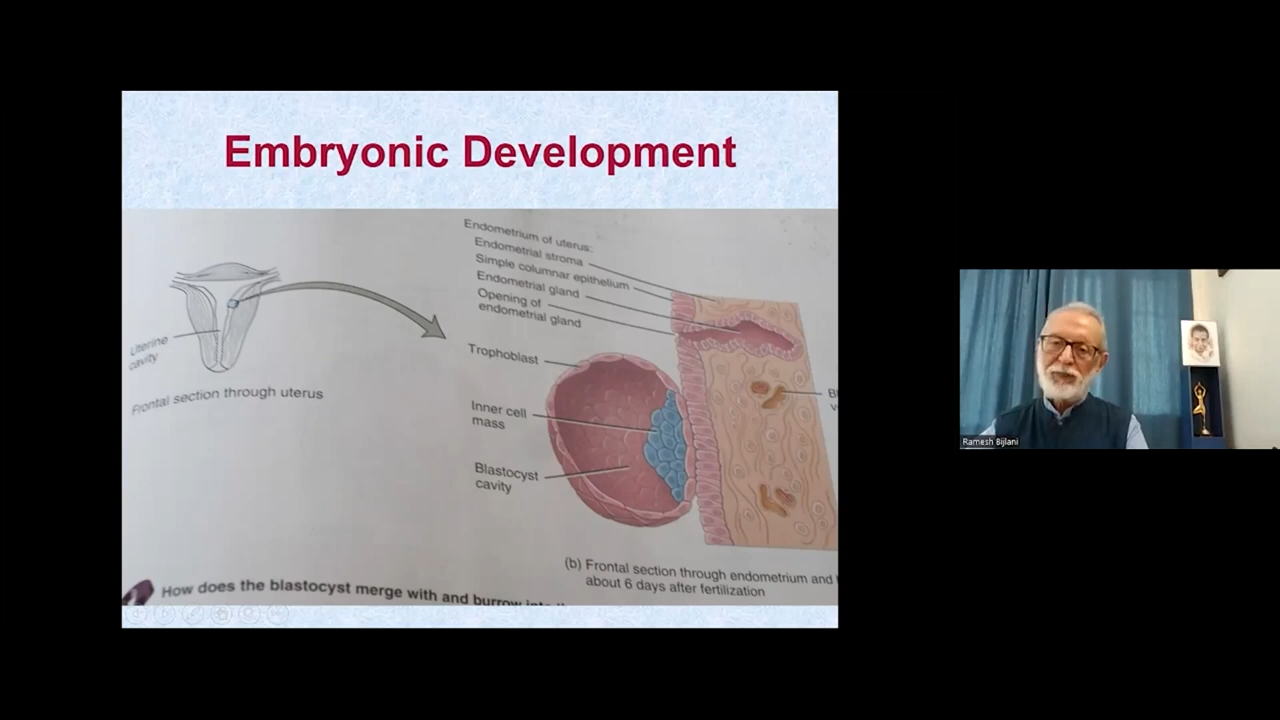 Embryonic Development
Endometrium of uterus:
Endometrial stroma
Simple columnar epithelium
Endometrial gland
Opening of
endometrial gland
Uterine
cavity
Frontal section through uterus
Trophoblast
Inner cell
mass
Blastocyst
cavity
(b) Frontal section through endometrium and
about 6 days after fertilization
How does the blastocyst merge with and burrow
Ramesh Bijlani